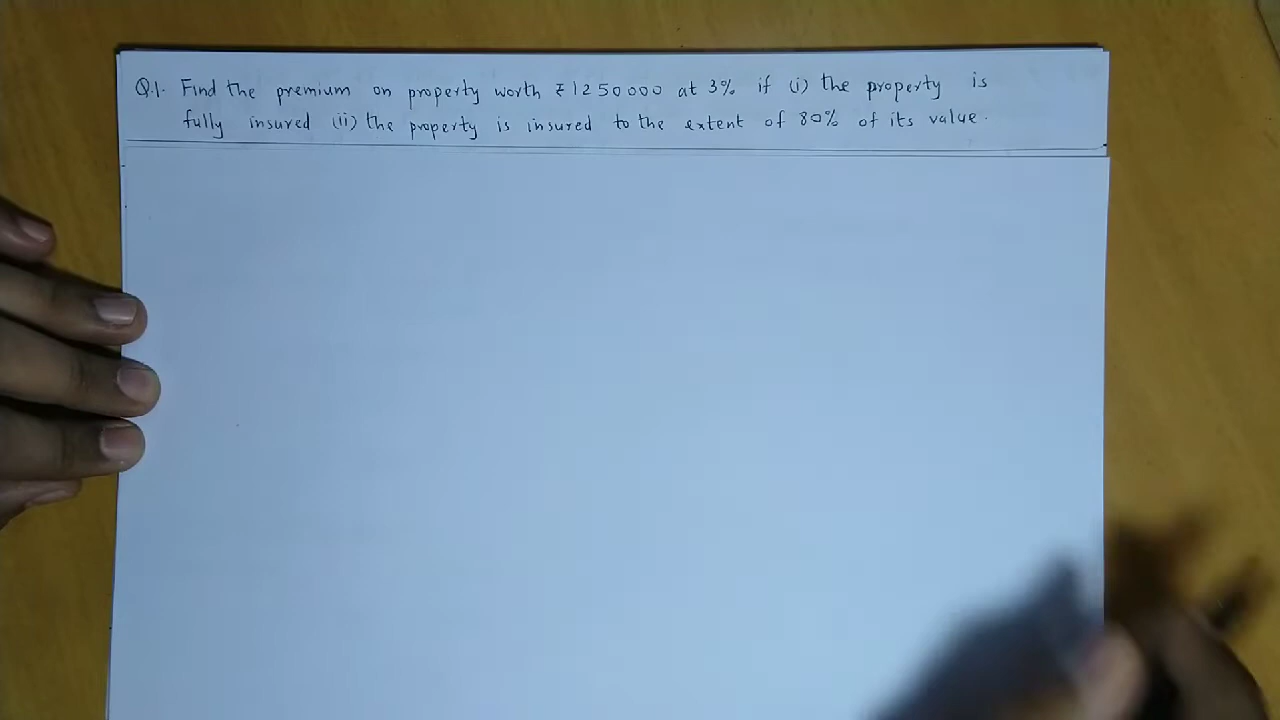 Q.1. Find the premium on property worth ₹1250000 at 3% if (i) the property is
fully insured (ii) the property is insured to the extent of 80% of its value.